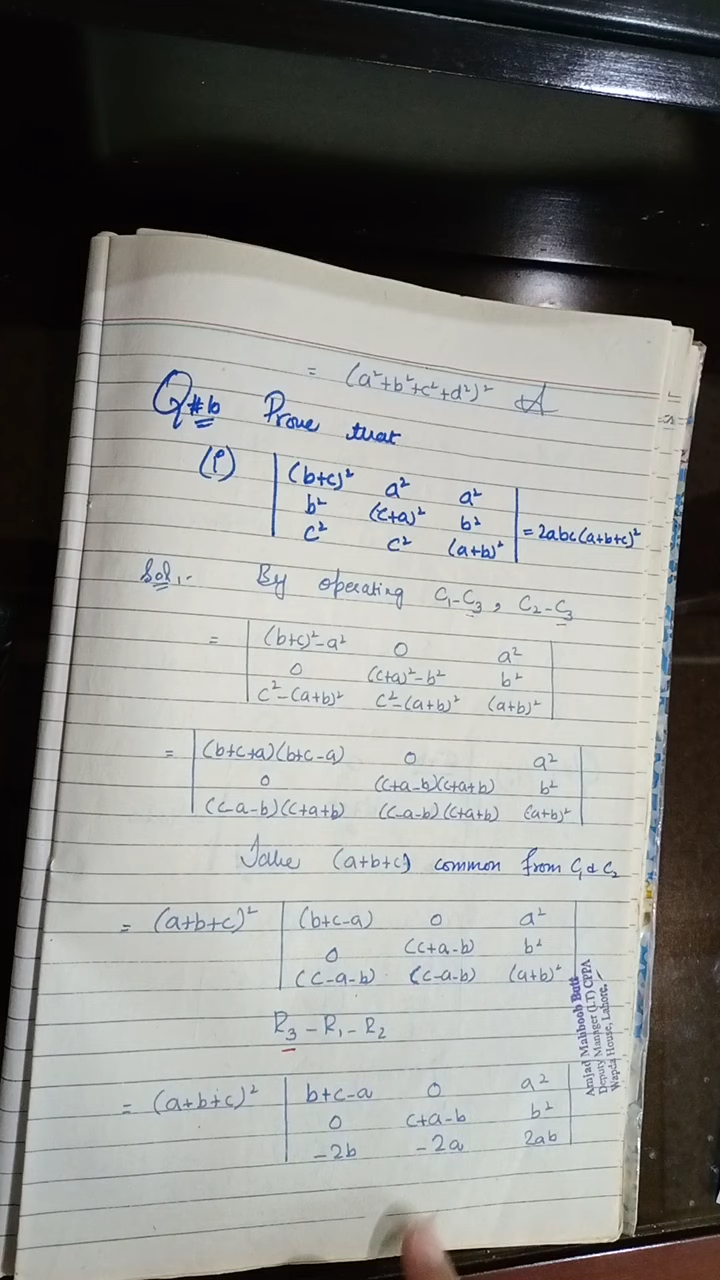 = (a²+b²+c²+d²)²
Q#6 Prove that
(i) | (b+c)² a² a² |
| b² (c+a)² b² | = 2abc(a+b+c)²
| c² c² (a+b)² |
Sol:- By operating C₁-C₃, C₂-C₃
= | (b+c)²-a² 0 a² |
| 0 (c+a)²-b² b² |
| c²-(a+b)² c²-(a+b)² (a+b)² |
= | (b+c+a)(b+c-a) 0 a² |
| 0 (c+a-b)(c+a+b) b² |
| (c-a-b)(c+a+b) (c-a-b)(c+a+b) (a+b)² |
Take (a+b+c) common from C₁ & C₂
= (a+b+c)² | (b+c-a) 0 a² |
| 0 (c+a-b) b² |
| (c-a-b) (c-a-b) (a+b)² |
R₃-R₁-R₂
= (a+b+c)² | b+c-a 0 a² |
| 0 c+a-b b² |
| -2b -2a 2ab |
Amjad Mahboob Butt
Deputy Manager (I.T) CPPA
Wapda House, Lahore.